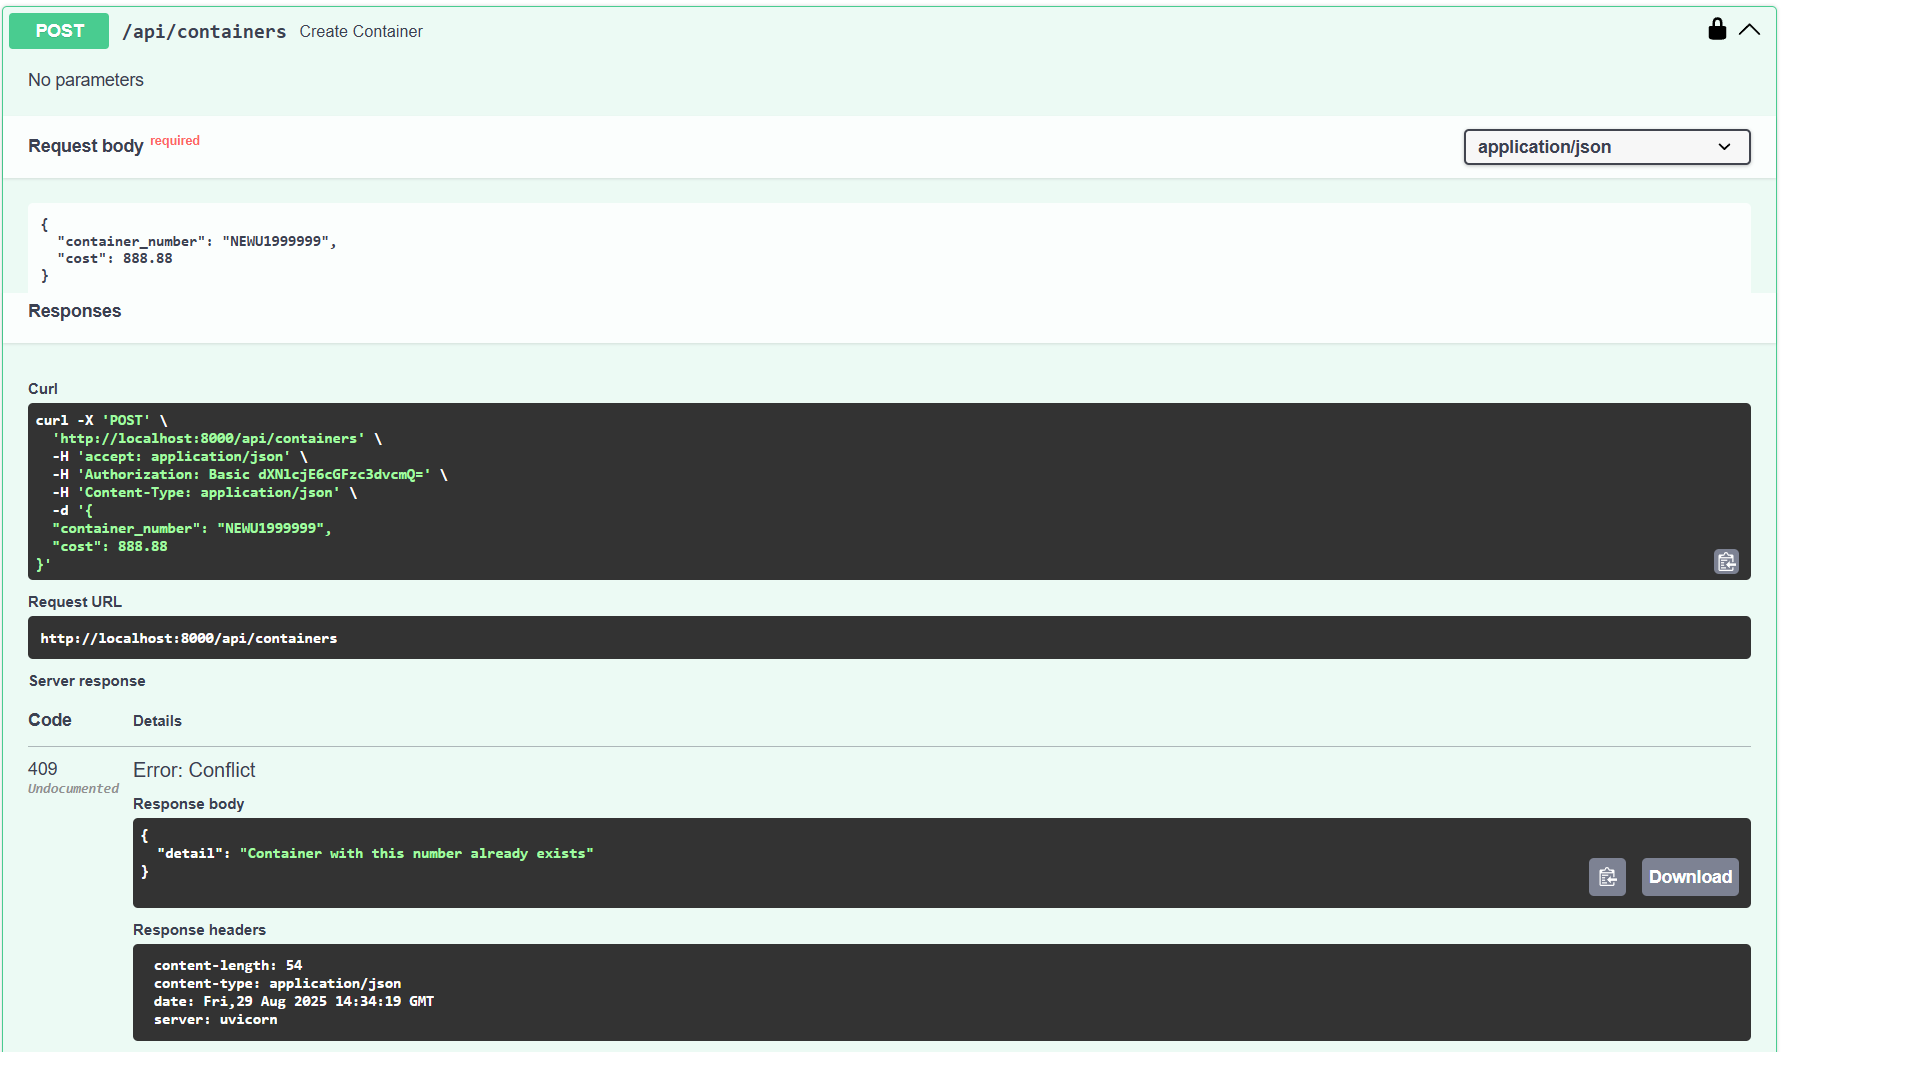 POST /api/containers Create Container
No parameters
Request body required
application/json
{
  "container_number": "NEWU1999999",
  "cost": 888.88
}
Responses
Curl
curl -X 'POST' \
  'http://localhost:8000/api/containers' \
  -H 'accept: application/json' \
  -H 'Authorization: Basic dXNlcjE6cGFzc3dvcmQ=' \
  -H 'Content-Type: application/json' \
  -d '{
  "container_number": "NEWU1999999",
  "cost": 888.88
}'
Request URL
http://localhost:8000/api/containers
Server response
Code Details
409 Error: Conflict
Undocumented
Response body
{
  "detail": "Container with this number already exists"
}
Download
Response headers
content-length: 54
content-type: application/json
date: Fri,29 Aug 2025 14:34:19 GMT
server: uvicorn